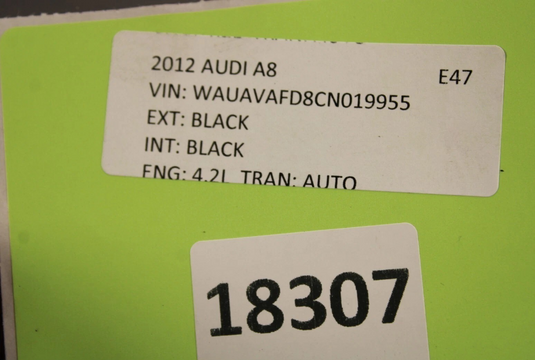 2012 AUDI A8 E47
VIN: WAUAVAFD8CN019955
EXT: BLACK
INT: BLACK
ENG: 4.2L TRAN: AUTO
18307